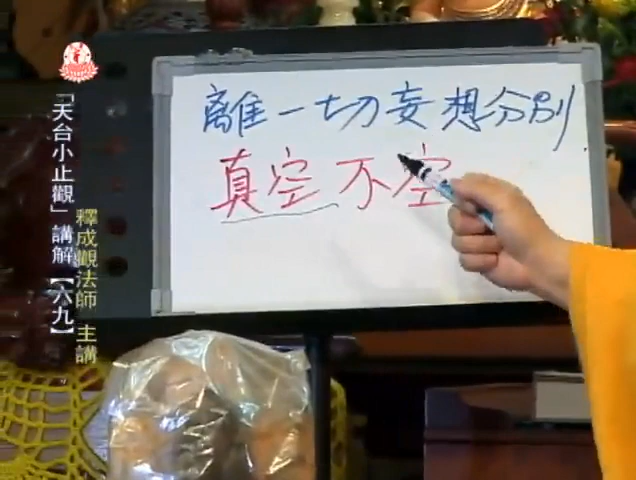 離一切妄想分別
真空不空
「天台小止觀」講解【六九】
釋成觀法師 主講